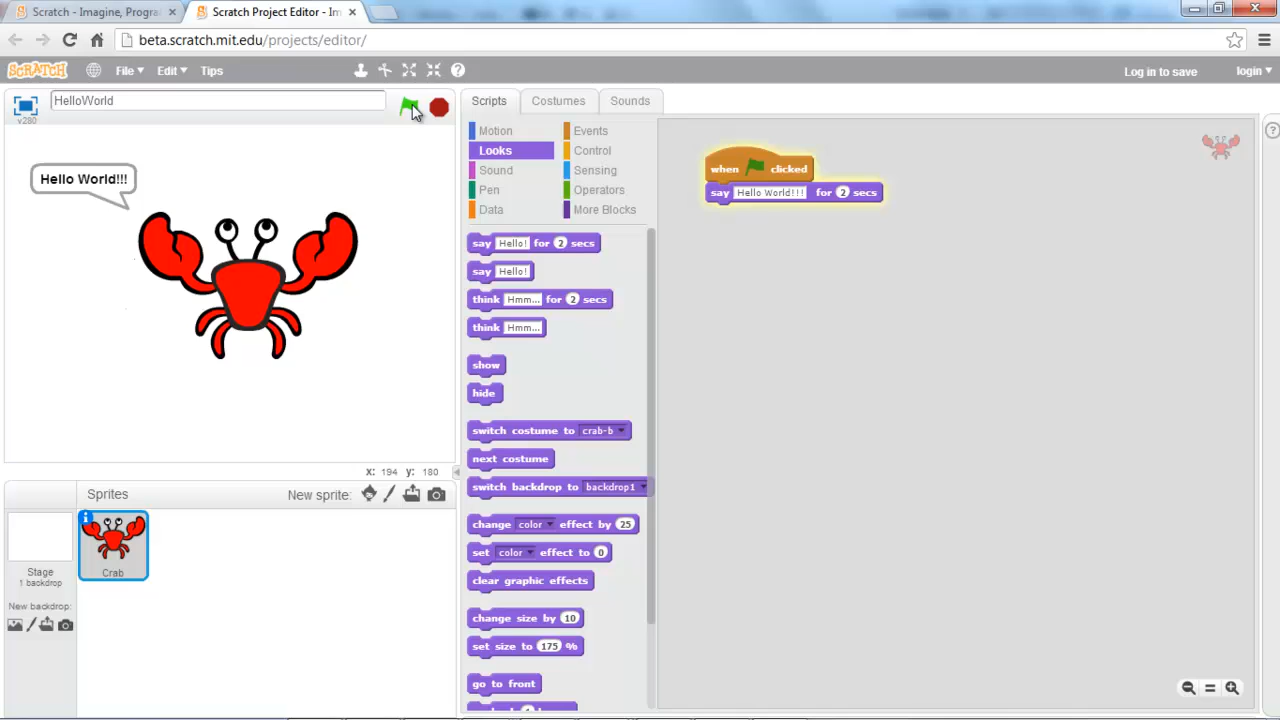 Scratch - Imagine, Progra
Scratch Project Editor - Im
beta.scratch.mit.edu/projects/editor/
SCRATCH
File
Edit
Tips
Log in to save
login
HelloWorld
v280
Scripts
Costumes
Sounds
Motion
Events
Looks
Control
Sound
Sensing
Pen
Operators
Data
More Blocks
Hello World!!!
when clicked
say Hello World!!! for 2 secs
say Hello! for 2 secs
say Hello!
think Hmm... for 2 secs
think Hmm...
show
hide
switch costume to crab-b
next costume
switch backdrop to backdrop1
change color effect by 25
set color effect to 0
clear graphic effects
change size by 10
set size to 175 %
go to front
x: 194 y: 180
Sprites
New sprite:
Stage
1 backdrop
Crab
New backdrop: